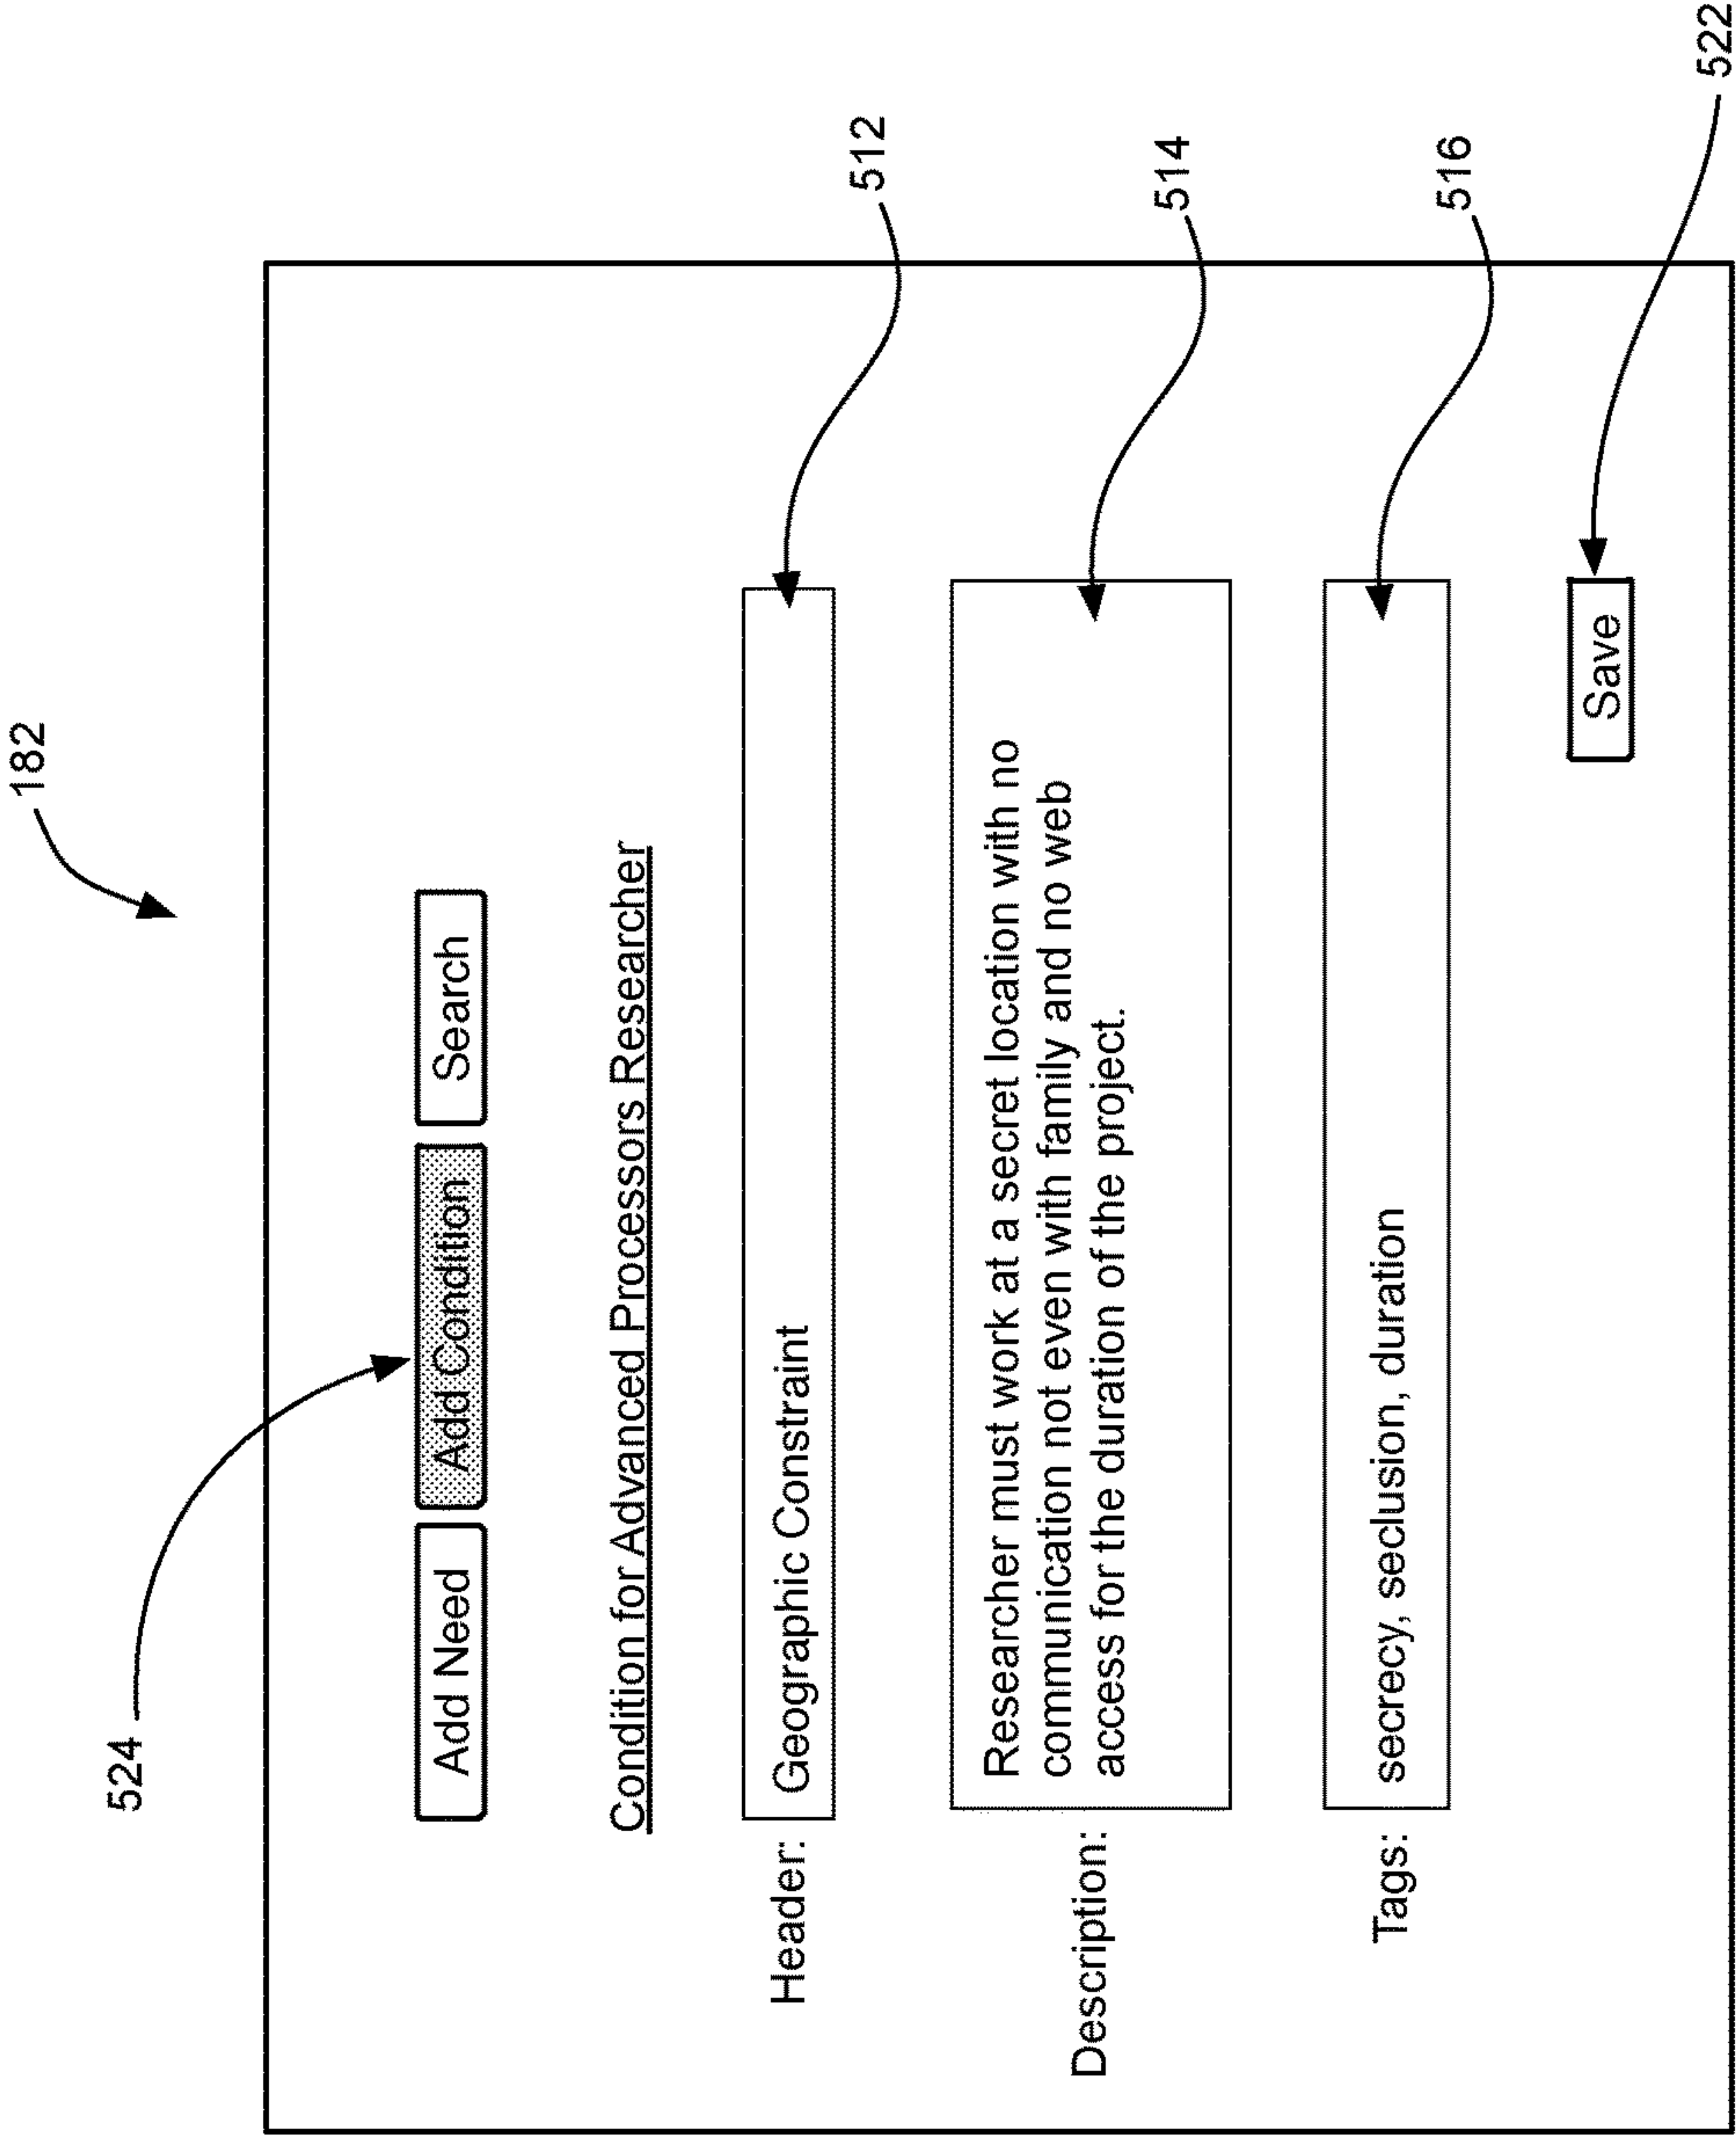 182
524
Add Need Add Condition Search
Condition for Advanced Processors Researcher
Header: Geographic Constraint
512
Description: Researcher must work at a secret location with no
communication not even with family and no web
access for the duration of the project.
514
Tags: secrecy, seclusion, duration
516
Save
522